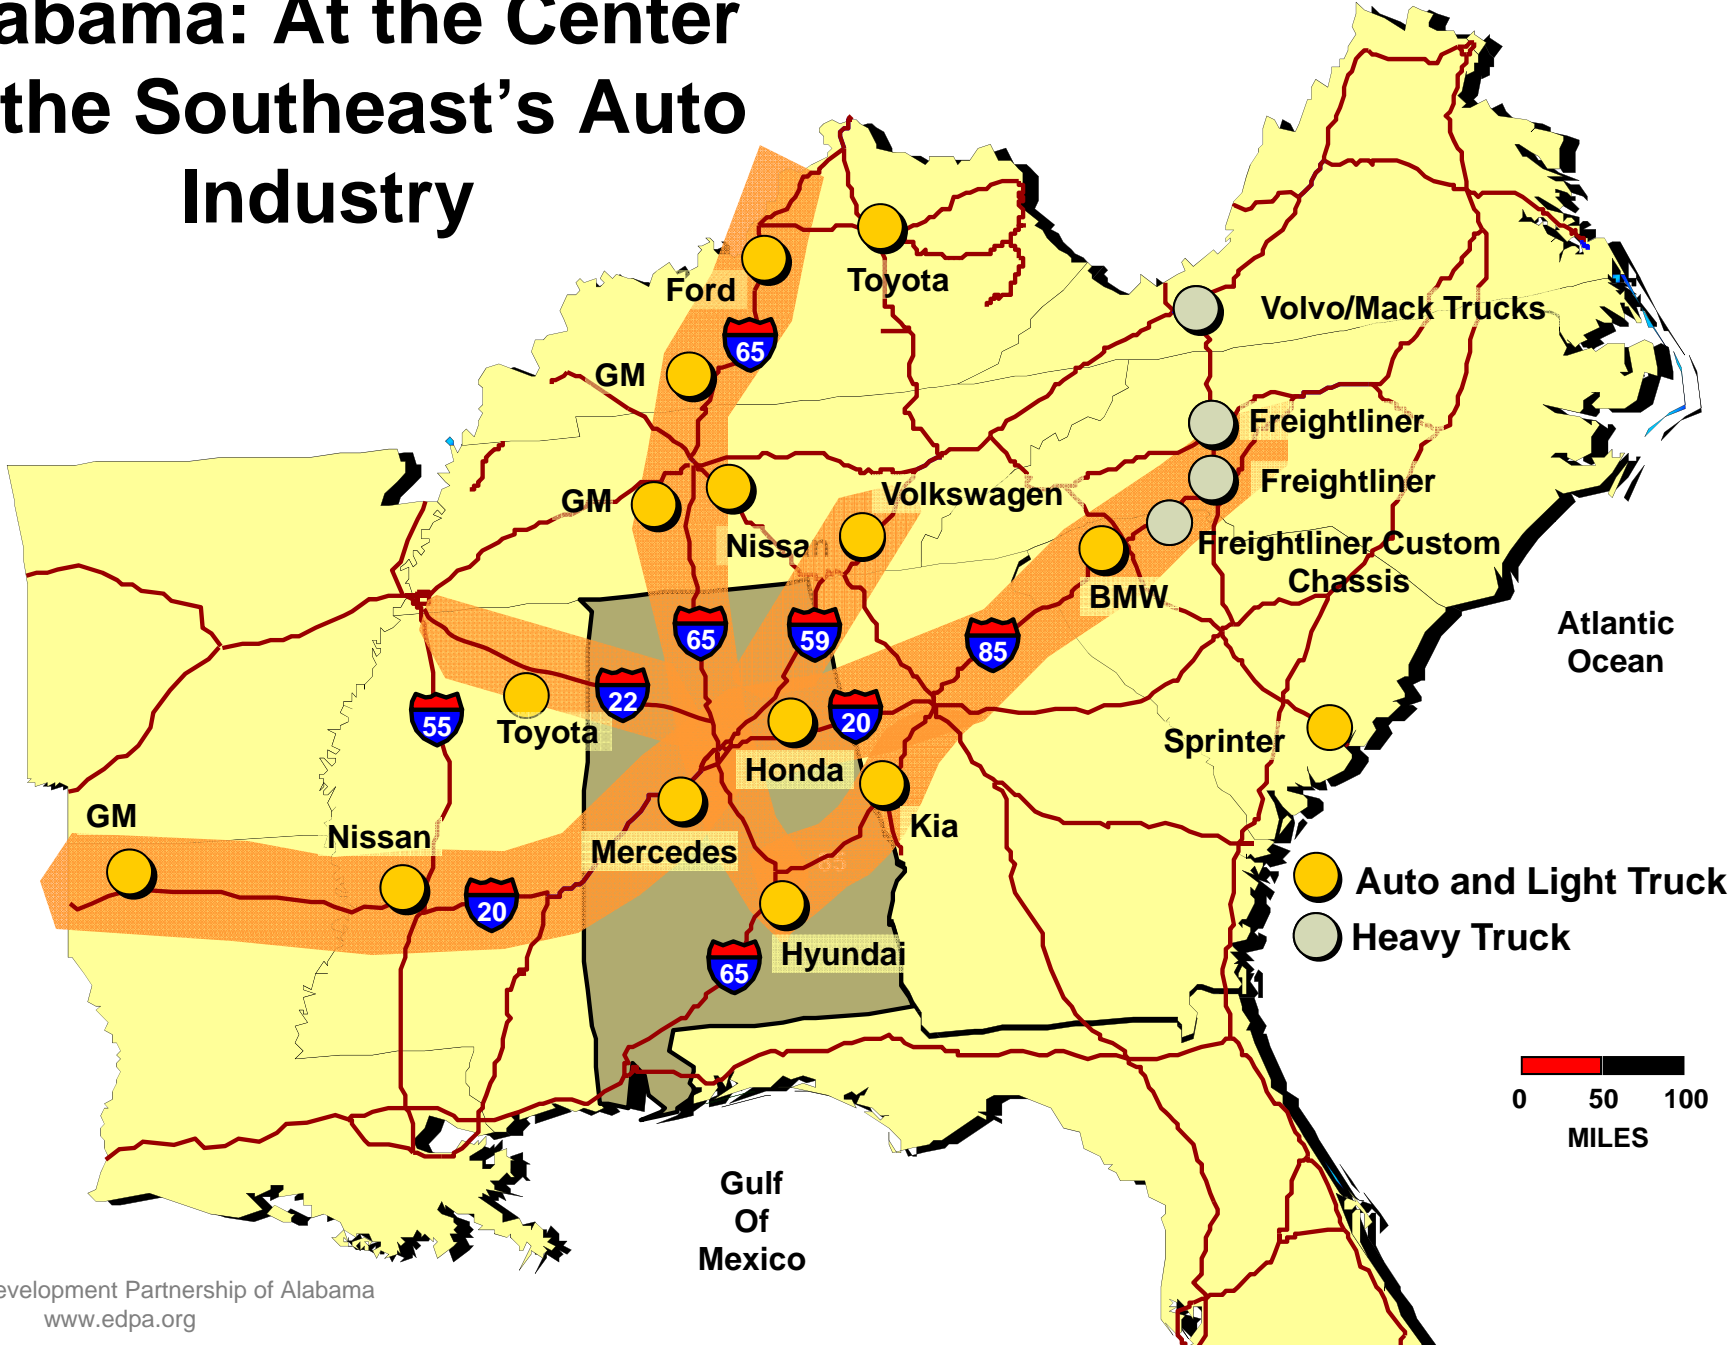 abama: At the Center
the Southeast's Auto
Industry
Ford
Toyota
65
Volvo/Mack Trucks
GM
Freightliner
Freightliner
GM
Volkswagen
Nissan
Freightliner Custom
Chassis
BMW
65
59
85
Atlantic
Ocean
22
55
Toyota
20
Sprinter
Honda
GM
Nissan
Mercedes
Kia
65
20
Auto and Light Truck
Heavy Truck
Hyundai
65
0 50 100
MILES
Gulf
Of
Mexico
evelopment Partnership of Alabama
www.edpa.org